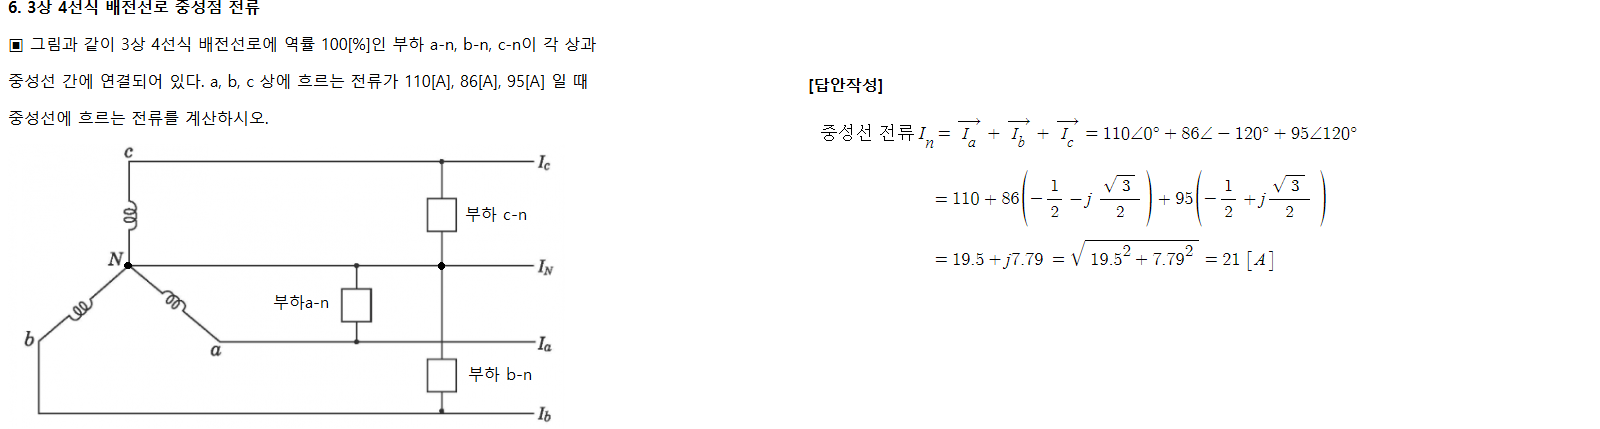 6. 3상 4선식 배전선로 중성점 전류
▣ 그림과 같이 3상 4선식 배전선로에 역률 100[%]인 부하 a-n, b-n, c-n이 각 상과
중성선 간에 연결되어 있다. a, b, c 상에 흐르는 전류가 110[A], 86[A], 95[A] 일 때
중성선에 흐르는 전류를 계산하시오.
c
I_c
부하 c-n
N
I_N
부하a-n
b
a
I_a
부하 b-n
I_b
[답안작성]
중성선 전류 I_n = \overrightarrow{I_a} + \overrightarrow{I_b} + \overrightarrow{I_c} = 110∠0° + 86∠ − 120° + 95∠120°
= 110 + 86(−\frac{1}{2} − j\frac{\sqrt{3}}{2}) + 95(−\frac{1}{2} + j\frac{\sqrt{3}}{2})
= 19.5 + j7.79 = \sqrt{19.5^2 + 7.79^2} = 21 [A]